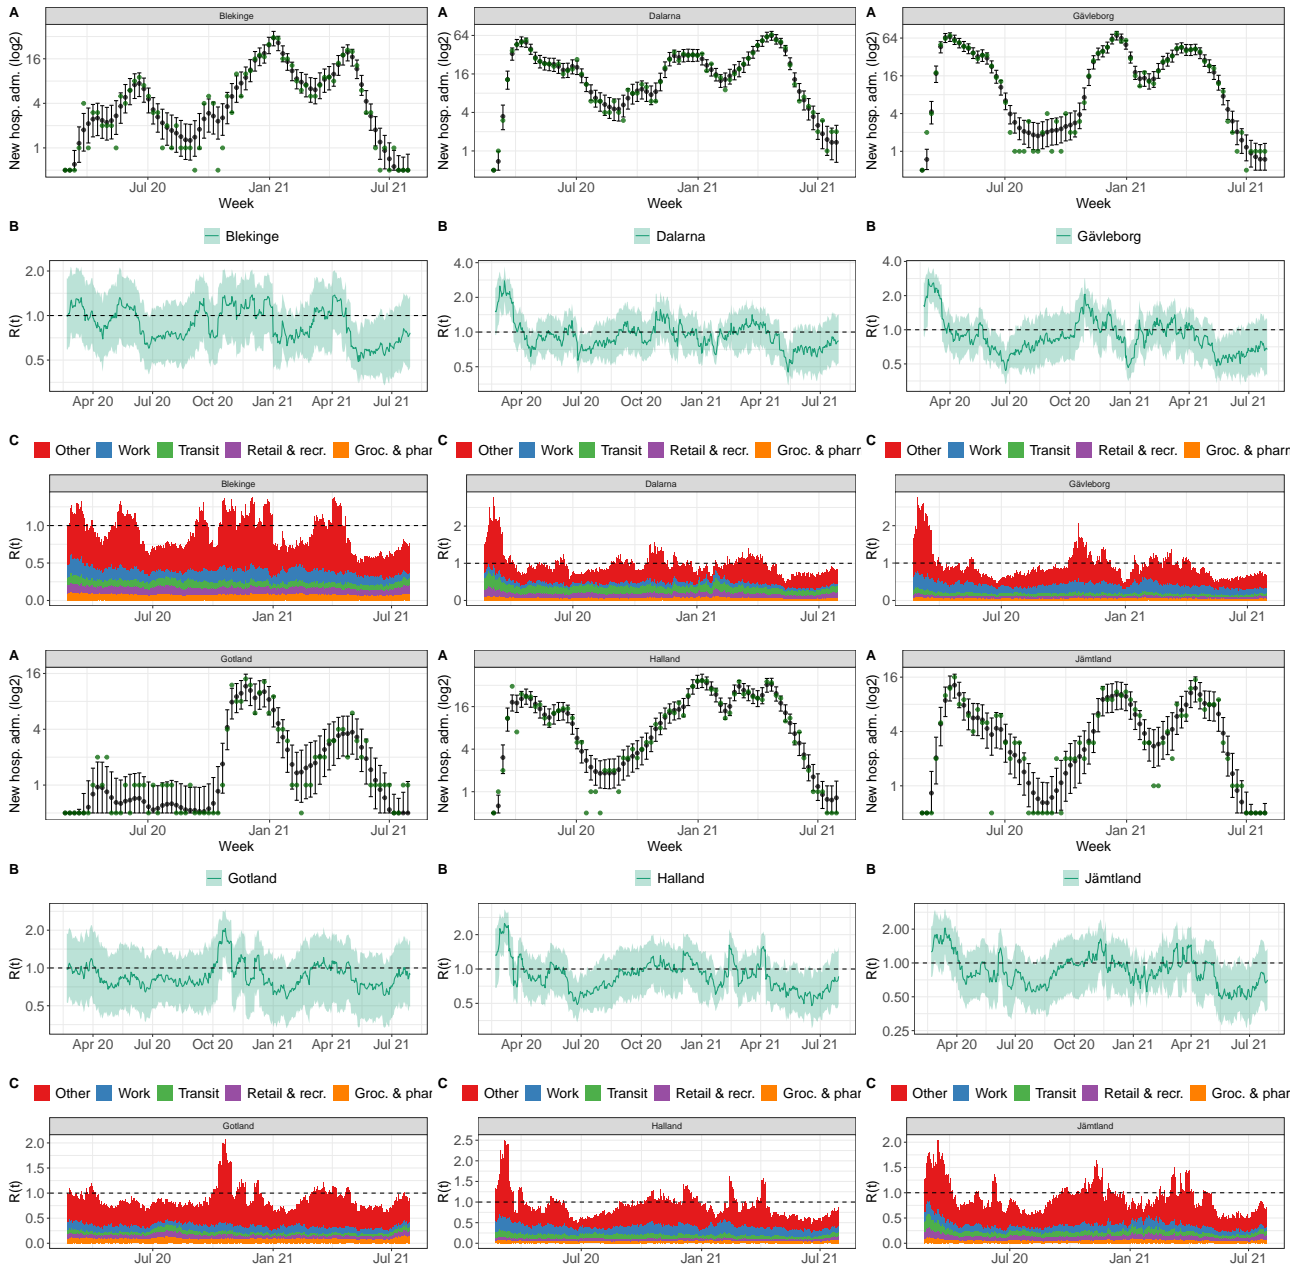 A A A
Blekinge Dalarna Gävleborg
New hosp. adm. (log2) New hosp. adm. (log2) New hosp. adm. (log2)
16 64 64
4 16 16
1 4 4
1 1
Jul 20 Jan 21 Jul 21 Jul 20 Jan 21 Jul 21 Jul 20 Jan 21 Jul 21
Week Week Week
B B B
Blekinge Dalarna Gävleborg
R(t) R(t) R(t)
2.0 4.0 4.0
1.0 2.0 2.0
0.5 1.0 1.0
0.5 0.5
Apr 20 Jul 20 Oct 20 Jan 21 Apr 21 Jul 21 Apr 20 Jul 20 Oct 20 Jan 21 Apr 21 Jul 21 Apr 20 Jul 20 Oct 20 Jan 21 Apr 21 Jul 21
C Other Work Transit Retail & recr. Groc. & phar C Other Work Transit Retail & recr. Groc. & pharr C Other Work Transit Retail & recr. Groc. & pharr
Blekinge Dalarna Gävleborg
R(t) R(t) R(t)
1.0 2 2
0.5 1 1
0.0 0 0
Jul 20 Jan 21 Jul 21 Jul 20 Jan 21 Jul 21 Jul 20 Jan 21 Jul 21
A A A
Gotland Halland Jämtland
New hosp. adm. (log2) New hosp. adm. (log2) New hosp. adm. (log2)
16 16 16
4 4 4
1 1 1
Jul 20 Jan 21 Jul 21 Jul 20 Jan 21 Jul 21 Jul 20 Jan 21 Jul 21
Week Week Week
B B B
Gotland Halland Jämtland
R(t) R(t) R(t)
2.0 2.0 2.00
1.0 1.0 1.00
0.5 0.5 0.50
0.25
Apr 20 Jul 20 Oct 20 Jan 21 Apr 21 Jul 21 Apr 20 Jul 20 Oct 20 Jan 21 Apr 21 Jul 21 Apr 20 Jul 20 Oct 20 Jan 21 Apr 21 Jul 21
C Other Work Transit Retail & recr. Groc. & phar C Other Work Transit Retail & recr. Groc. & phar C Other Work Transit Retail & recr. Groc. & phar
Gotland Halland Jämtland
R(t) R(t) R(t)
2.0 2.5 2.0
1.5 2.0 1.5
1.0 1.5 1.0
0.5 1.0 0.5
0.0 0.5 0.0
0.0
Jul 20 Jan 21 Jul 21 Jul 20 Jan 21 Jul 21 Jul 20 Jan 21 Jul 21